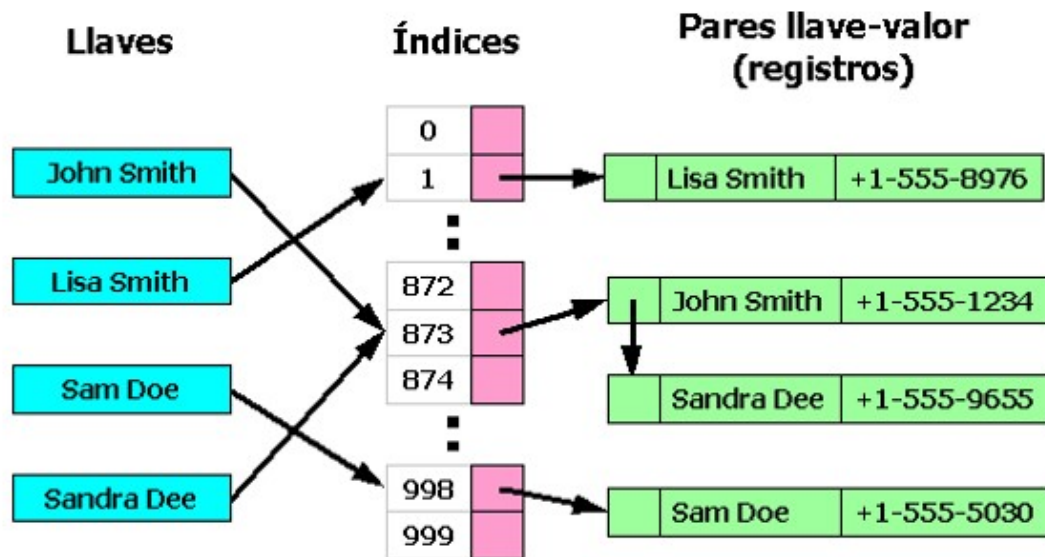 Llaves
Índices
Pares llave-valor
(registros)
John Smith
Lisa Smith
Sam Doe
Sandra Dee
0
1
872
873
874
998
999
Lisa Smith +1-555-8976
John Smith +1-555-1234
Sandra Dee +1-555-9655
Sam Doe +1-555-5030